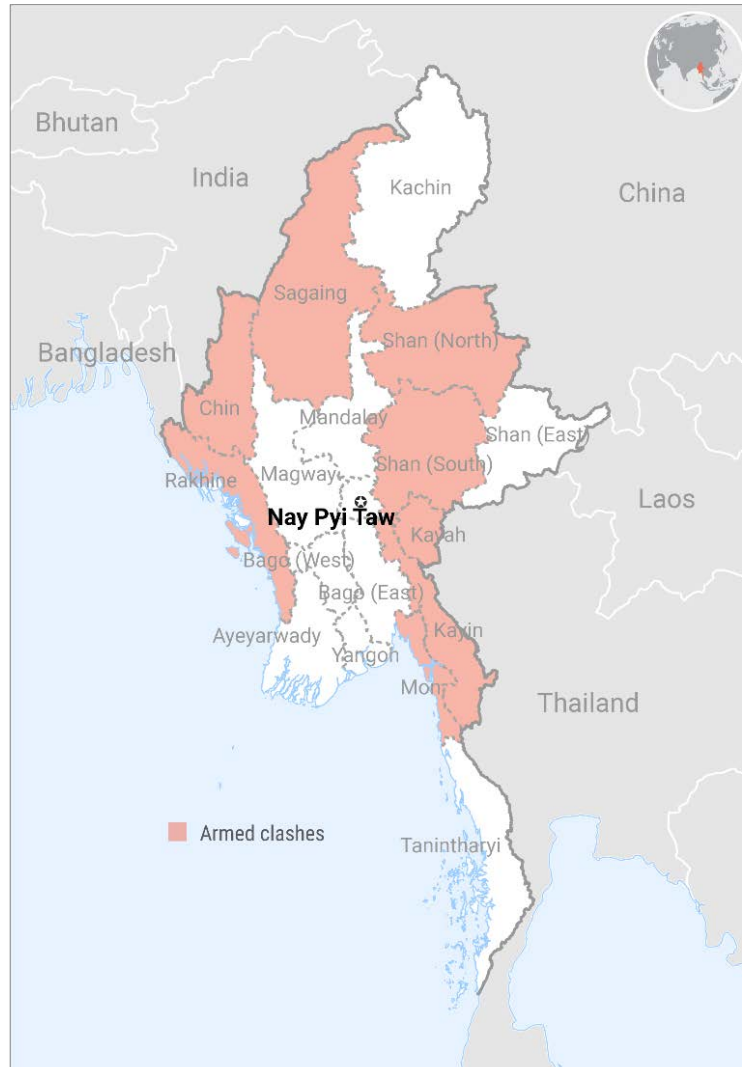 Bhutan
India
Kachin
China
Sagaing
Shan (North)
Bangladesh
Chin
Mandalay
Shan (East)
Shan (South)
Magway
Rakhine
Laos
Nay Pyi Taw
Kayah
Bago (West)
Bago (East)
Ayeyarwady
Kayin
Yangon
Mon
Thailand
Armed clashes
Tanintharyi